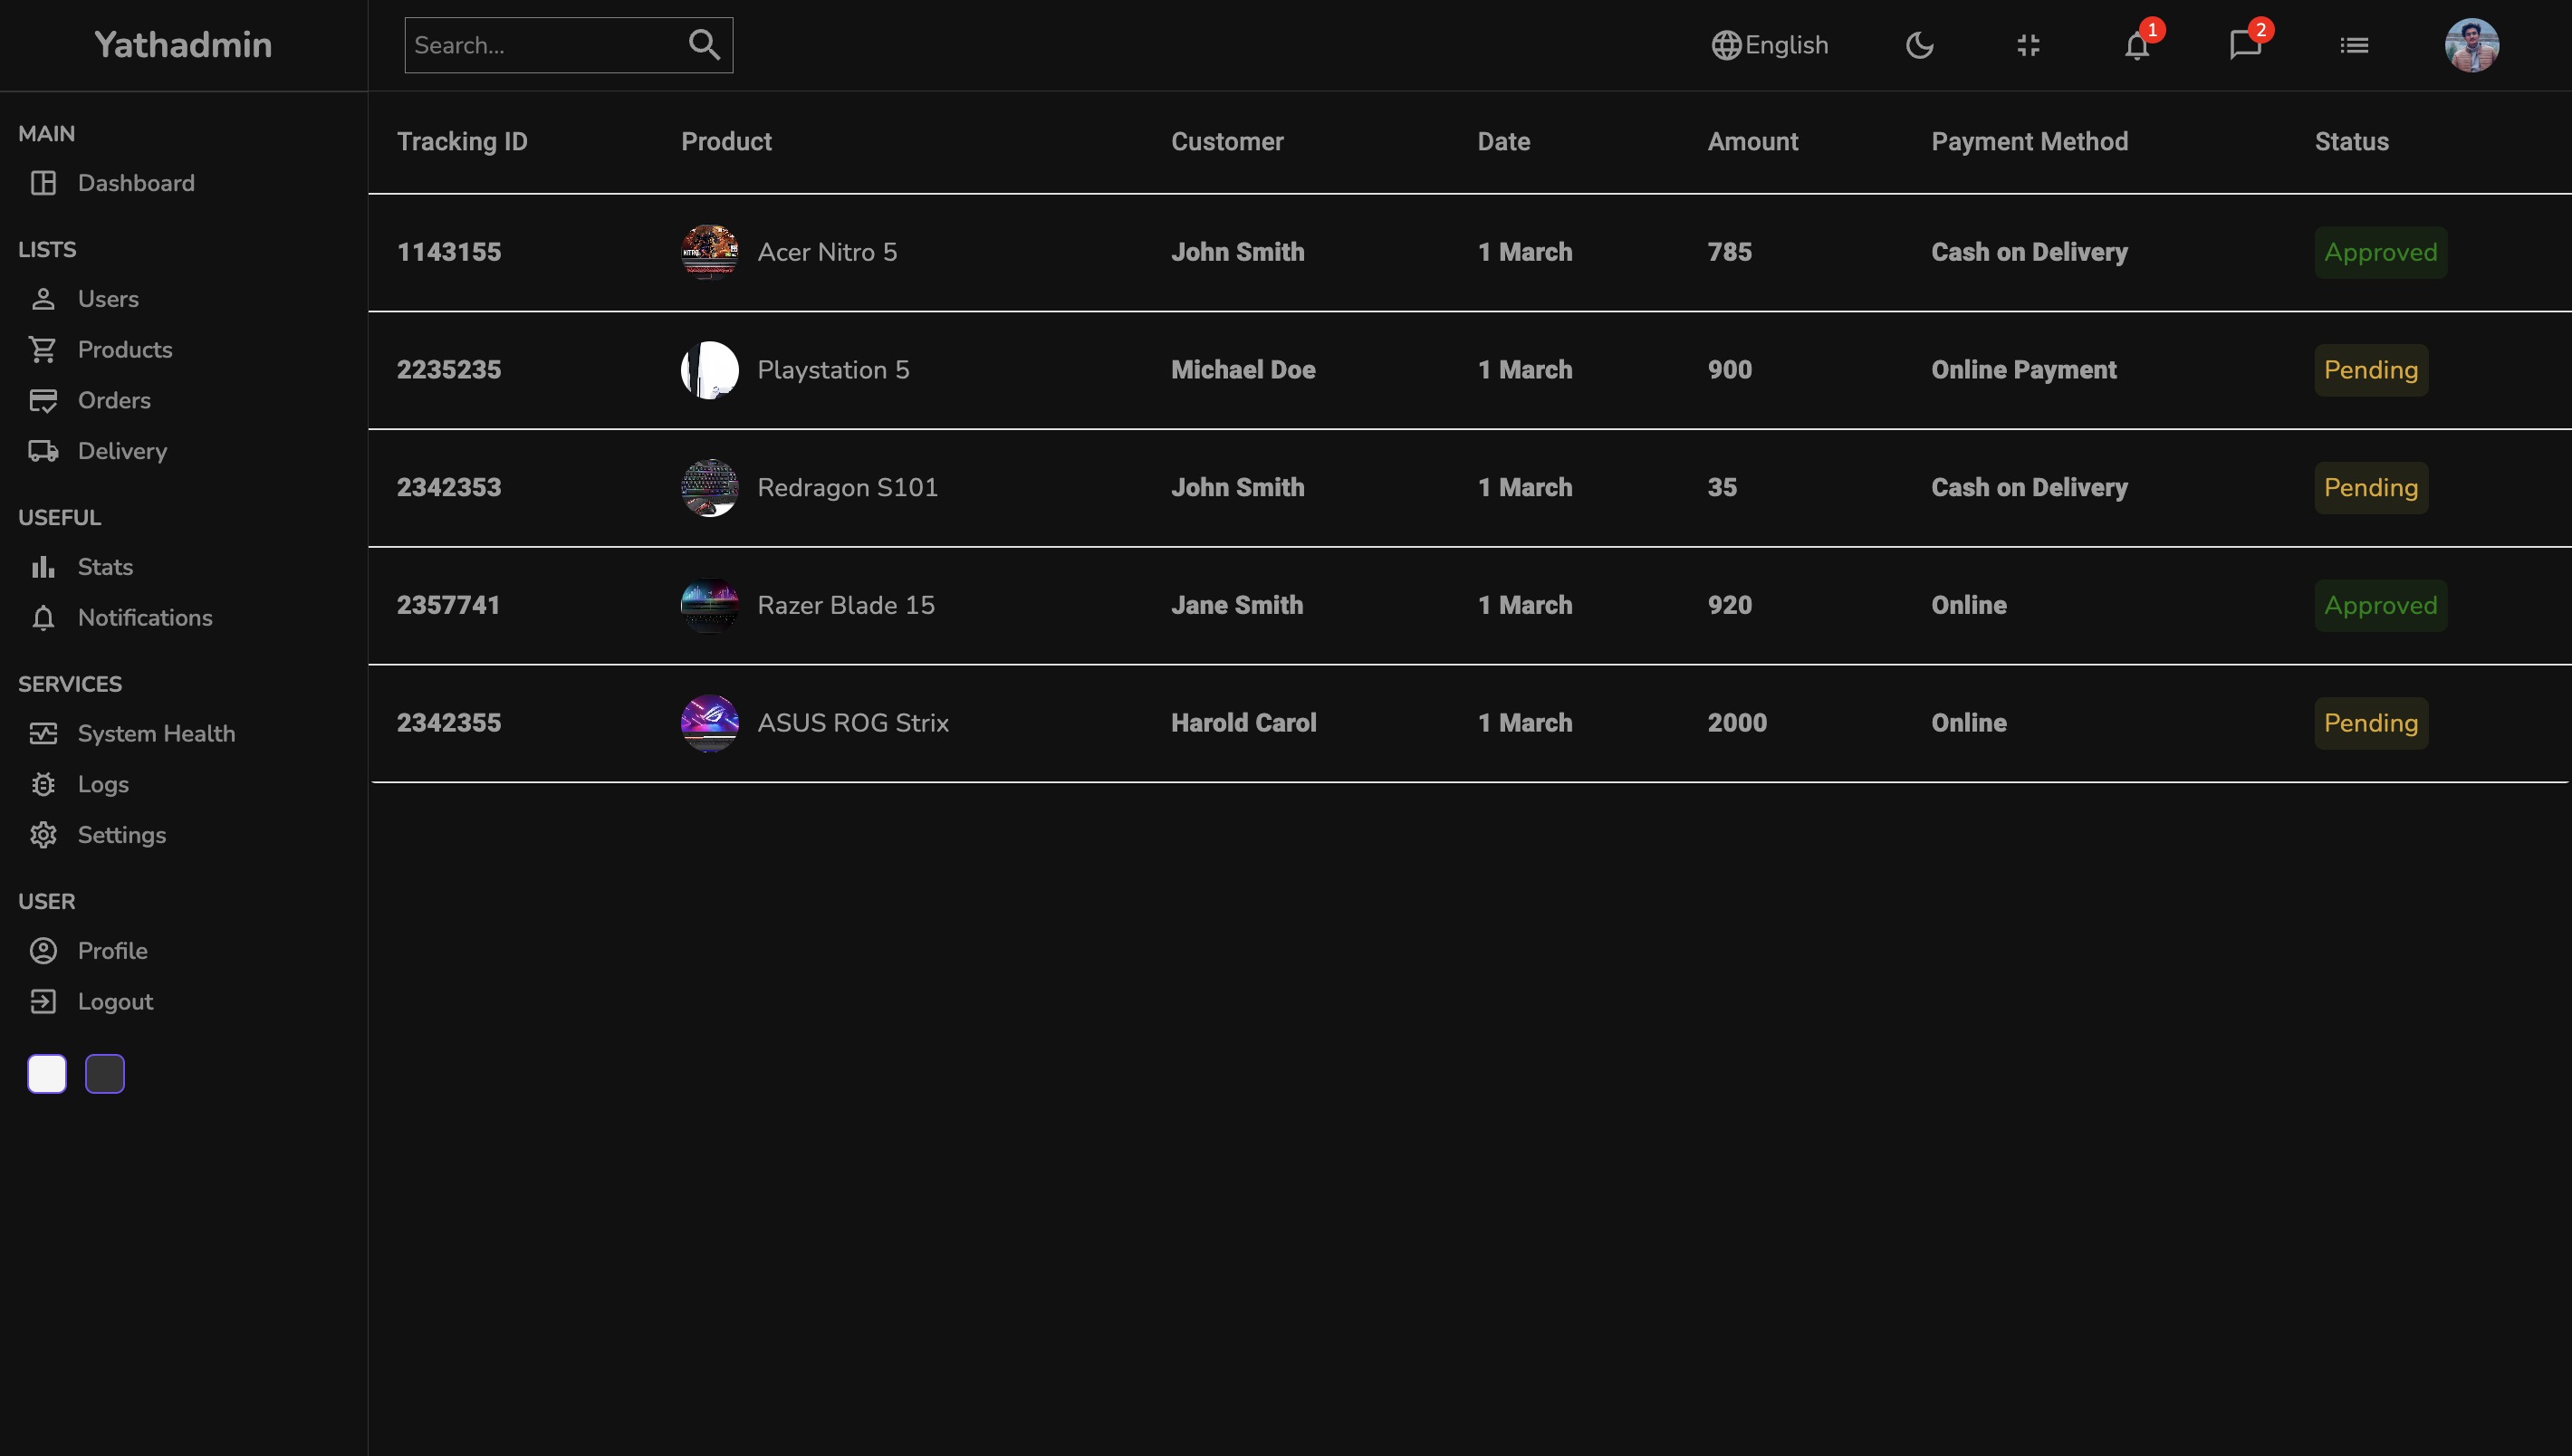 Yathadmin
Search...
English
1
2
MAIN
Dashboard
LISTS
Users
Products
Orders
Delivery
USEFUL
Stats
Notifications
SERVICES
System Health
Logs
Settings
USER
Profile
Logout
Tracking ID Product Customer Date Amount Payment Method Status
1143155 Acer Nitro 5 John Smith 1 March 785 Cash on Delivery Approved
2235235 Playstation 5 Michael Doe 1 March 900 Online Payment Pending
2342353 Redragon S101 John Smith 1 March 35 Cash on Delivery Pending
2357741 Razer Blade 15 Jane Smith 1 March 920 Online Approved
2342355 ASUS ROG Strix Harold Carol 1 March 2000 Online Pending